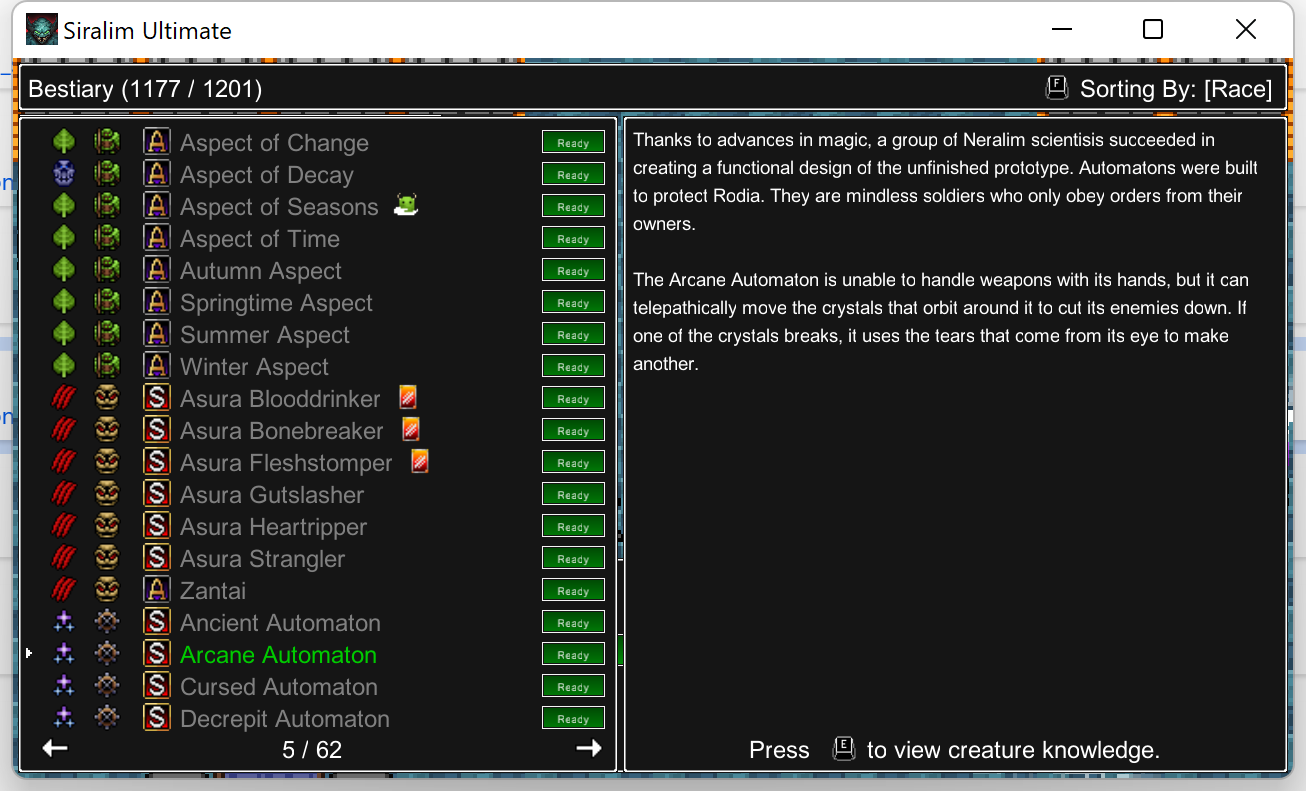 Siralim Ultimate
Bestiary (1177 / 1201)
F Sorting By: [Race]
A Aspect of Change Ready
A Aspect of Decay Ready
A Aspect of Seasons Ready
A Aspect of Time Ready
A Autumn Aspect Ready
A Springtime Aspect Ready
A Summer Aspect Ready
A Winter Aspect Ready
S Asura Blooddrinker Ready
S Asura Bonebreaker Ready
S Asura Fleshstomper Ready
S Asura Gutslasher Ready
S Asura Heartripper Ready
S Asura Strangler Ready
A Zantai Ready
S Ancient Automaton Ready
S Arcane Automaton Ready
S Cursed Automaton Ready
S Decrepit Automaton Ready
5 / 62
Thanks to advances in magic, a group of Neralim scientisis succeeded in
creating a functional design of the unfinished prototype. Automatons were built
to protect Rodia. They are mindless soldiers who only obey orders from their
owners.
The Arcane Automaton is unable to handle weapons with its hands, but it can
telepathically move the crystals that orbit around it to cut its enemies down. If
one of the crystals breaks, it uses the tears that come from its eye to make
another.
Press E to view creature knowledge.